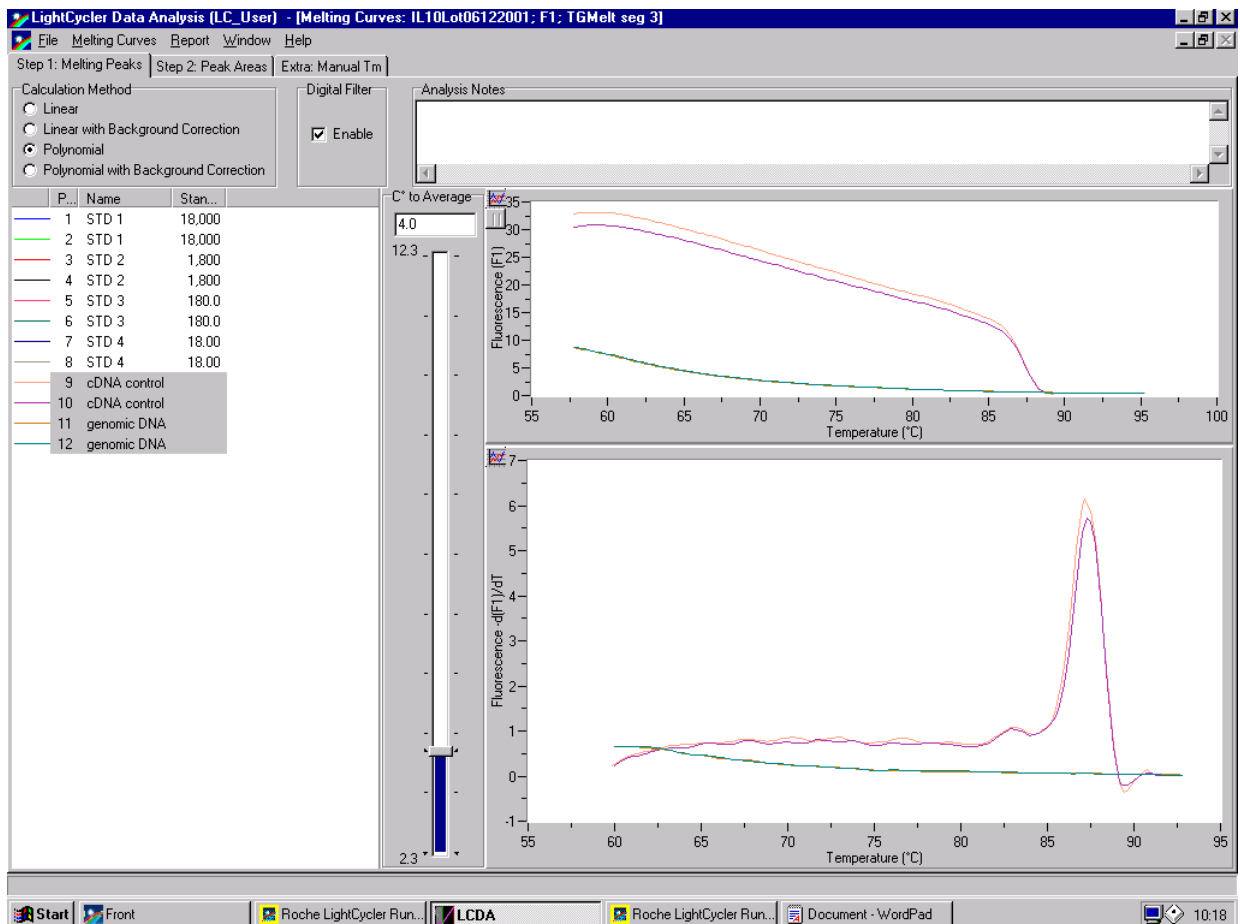 LightCycler Data Analysis (LC_User) - [Melting Curves: IL10Lot06122001; F1; TGMelt seg 3]
File Melting Curves Report Window Help
Step 1: Melting Peaks Step 2: Peak Areas Extra: Manual Tm
Calculation Method
Linear
Linear with Background Correction
Polynomial
Polynomial with Background Correction
Digital Filter
Enable
Analysis Notes
P... Name Stan...
1 STD 1 18,000
2 STD 1 18,000
3 STD 2 1,800
4 STD 2 1,800
5 STD 3 180.0
6 STD 3 180.0
7 STD 4 18.00
8 STD 4 18.00
9 cDNA control
10 cDNA control
11 genomic DNA
12 genomic DNA
C° to Average
4.0
12.3
2.3
Fluorescence (F1)
35
30
25
20
15
10
5
0
55 60 65 70 75 80 85 90 95 100
Temperature (°C)
Fluorescence -d(F1)/dT
7
6
5
4
3
2
1
0
-1
55 60 65 70 75 80 85 90 95
Temperature (°C)
Start Front Roche LightCycler Run... LCDA Roche LightCycler Run... Document - WordPad 10:18